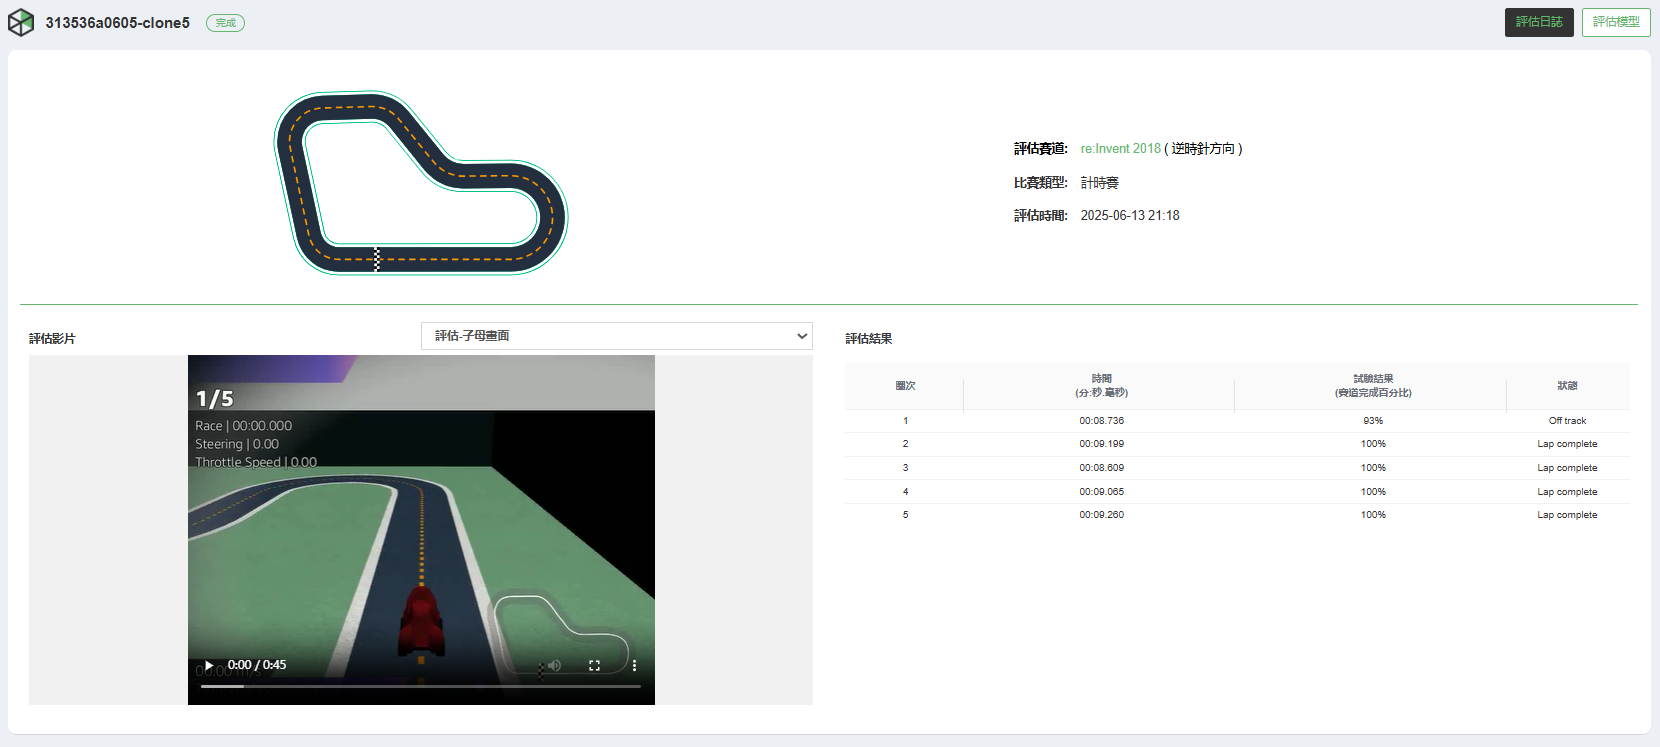 313536a0605-clone5 完成 評估日誌 評估模型
評估賽道: re:Invent 2018 ( 逆時針方向 )
比賽類型: 計時賽
評估時間: 2025-06-13 21:18
評估影片 評估-子母畫面
1/5
Race | 00:00.000
Steering | 0.00
Throttle Speed | 0.00
0:00 / 0:45
評估結果
圈次 時間 (分:秒.毫秒) 試驗結果 (賽道完成百分比) 狀態
1 00:08.736 93% Off track
2 00:09.199 100% Lap complete
3 00:08.609 100% Lap complete
4 00:09.065 100% Lap complete
5 00:09.260 100% Lap complete